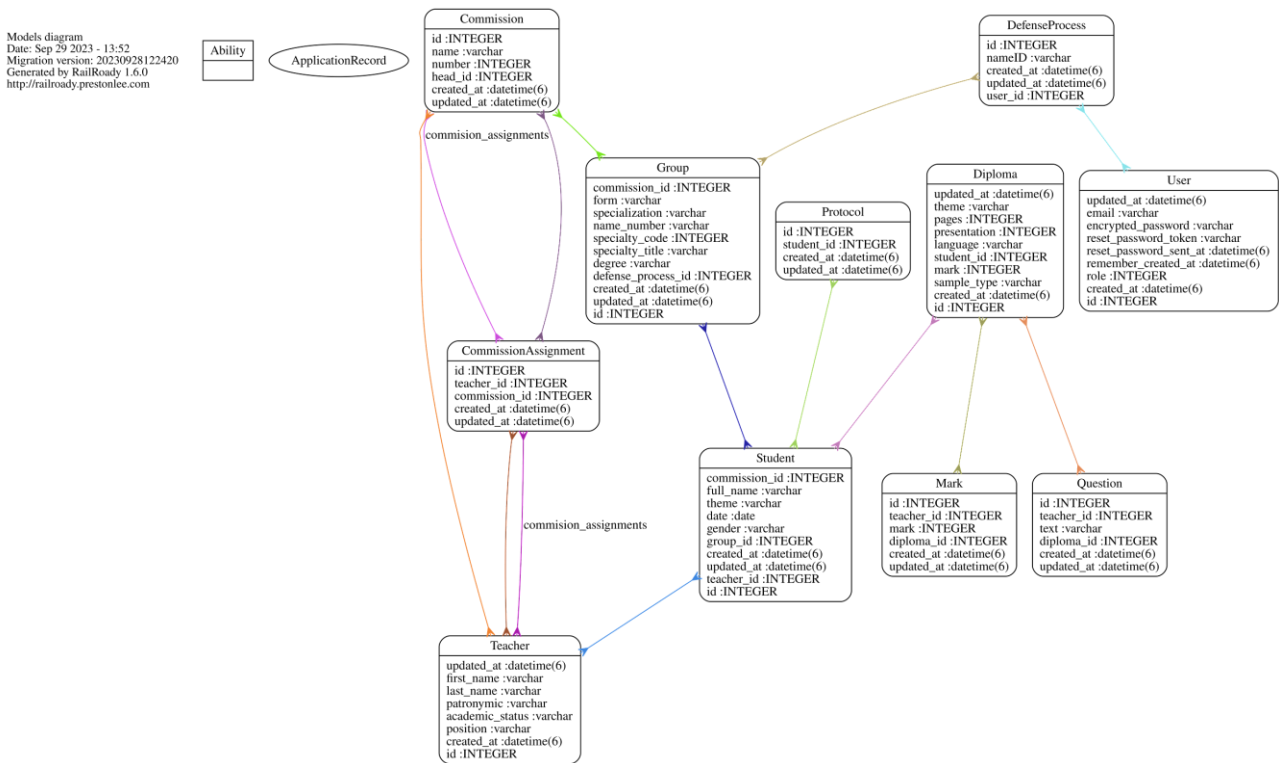 Models diagram
Date: Sep 29 2023 - 13:52
Migration version: 20230928122420
Generated by RailRoady 1.6.0
http://railroady.prestonlee.com
Ability
ApplicationRecord
Commission
id :INTEGER
name :varchar
number :INTEGER
head_id :INTEGER
created_at :datetime(6)
updated_at :datetime(6)
DefenseProcess
id :INTEGER
nameID :varchar
created_at :datetime(6)
updated_at :datetime(6)
user_id :INTEGER
commision_assignments
Group
commission_id :INTEGER
form :varchar
specialization :varchar
name_number :varchar
specialty_code :INTEGER
specialty_title :varchar
degree :varchar
defense_process_id :INTEGER
created_at :datetime(6)
updated_at :datetime(6)
id :INTEGER
Protocol
id :INTEGER
student_id :INTEGER
created_at :datetime(6)
updated_at :datetime(6)
Diploma
updated_at :datetime(6)
theme :varchar
pages :INTEGER
presentation :INTEGER
language :varchar
student_id :INTEGER
mark :INTEGER
sample_type :varchar
created_at :datetime(6)
id :INTEGER
User
updated_at :datetime(6)
email :varchar
encrypted_password :varchar
reset_password_token :varchar
reset_password_sent_at :datetime(6)
remember_created_at :datetime(6)
role :INTEGER
created_at :datetime(6)
id :INTEGER
CommissionAssignment
id :INTEGER
teacher_id :INTEGER
commission_id :INTEGER
created_at :datetime(6)
updated_at :datetime(6)
commision_assignments
Student
commission_id :INTEGER
full_name :varchar
theme :varchar
date :date
gender :varchar
group_id :INTEGER
created_at :datetime(6)
updated_at :datetime(6)
teacher_id :INTEGER
id :INTEGER
Mark
id :INTEGER
teacher_id :INTEGER
mark :INTEGER
diploma_id :INTEGER
created_at :datetime(6)
updated_at :datetime(6)
Question
id :INTEGER
teacher_id :INTEGER
text :varchar
diploma_id :INTEGER
created_at :datetime(6)
updated_at :datetime(6)
Teacher
updated_at :datetime(6)
first_name :varchar
last_name :varchar
patronymic :varchar
academic_status :varchar
position :varchar
created_at :datetime(6)
id :INTEGER